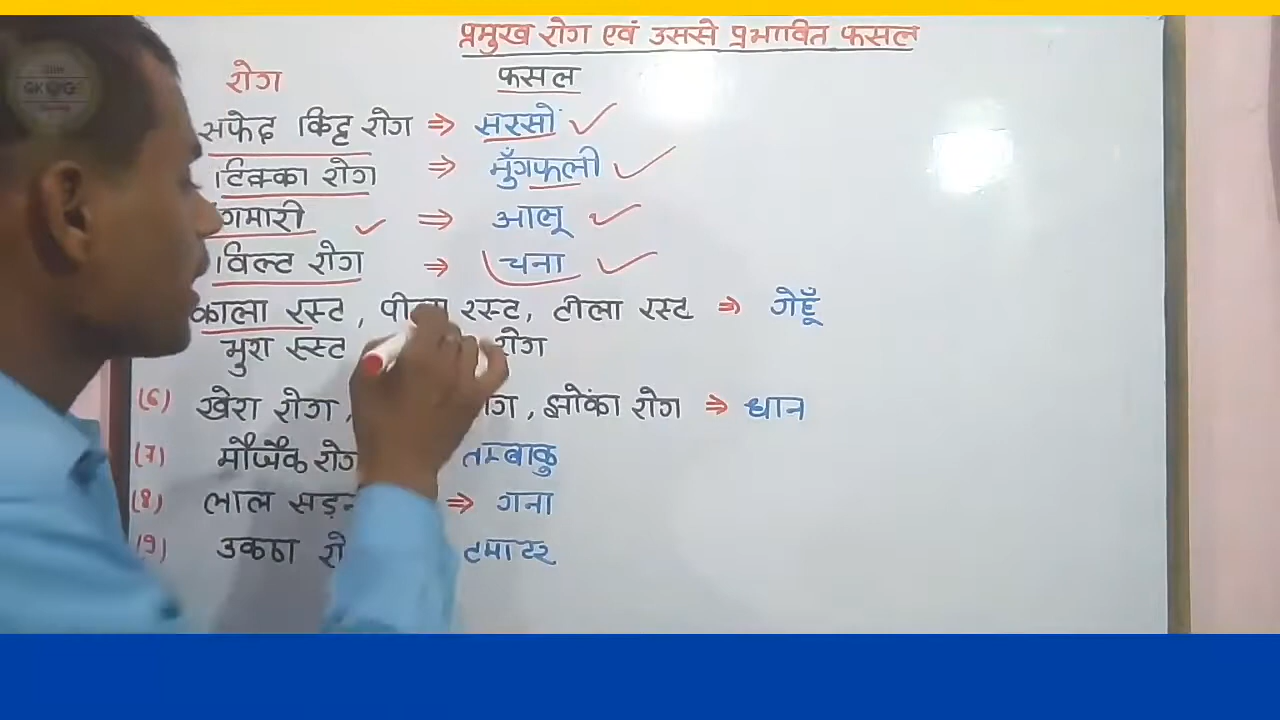 प्रमुख रोग एवं उससे प्रभावित फसल
रोग फसल
सफेद किट्ट रोग ⇒ सरसों
टिक्का रोग ⇒ मुँगफली
गमारी ⇒ आलू
विल्ट रोग ⇒ चना
काला रस्ट, पीला रस्ट, टीला रस्ट ⇒ गेहूँ
भुरा रस्ट रोग
(6) खेरा रोग, झोंका रोग ⇒ धान
(7) मौजैक रोग तम्बाकु
(8) लाल ⇒ गना
(9) उकठा टमाटर